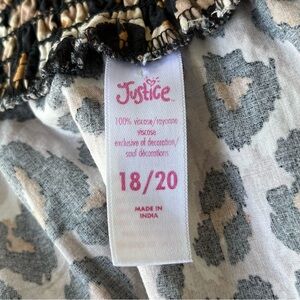 Justice
100% viscose/rayonne
viscose
exclusive of decoration/
sauf décorations
18/20
MADE IN
INDIA